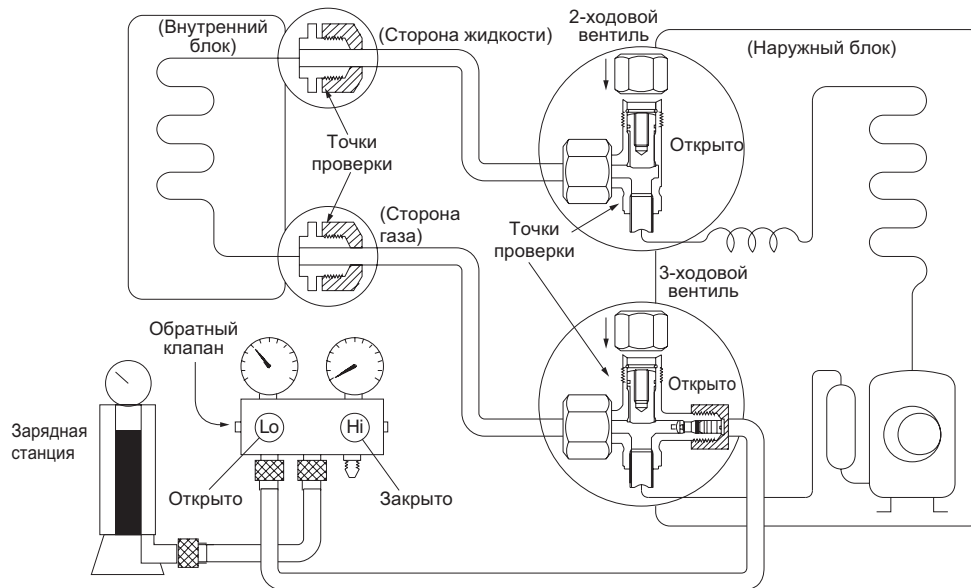 (Внутренний
блок)
(Сторона жидкости)
2-ходовой
вентиль
(Наружный блок)
Точки
проверки
Открыто
(Сторона
газа)
Точки
проверки
3-ходовой
вентиль
Обратный
клапан
Открыто
Зарядная
станция
Lo
Hi
Открыто
Закрыто